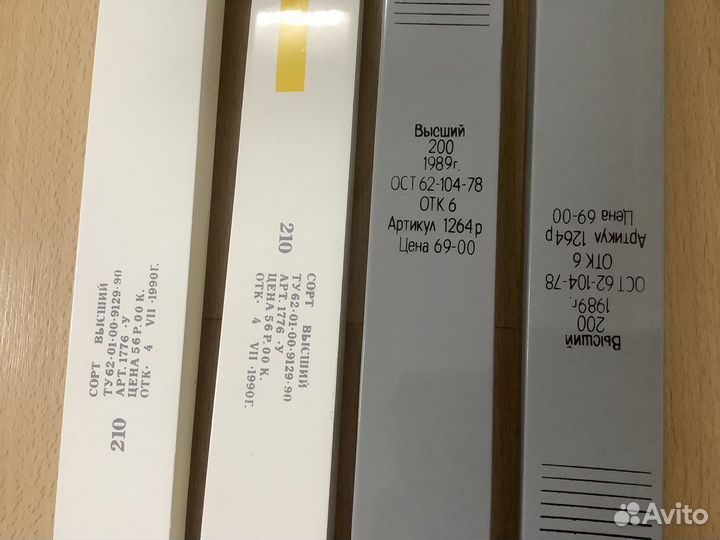 210
СОРТ ВЫСШИЙ
ТУ 62-01-00-9129-90
АРТ. 1776 -У
ЦЕНА 56 Р. 00 К.
ОТК· 4 VII -1990Г.
210
СОРТ ВЫСШИЙ
ТУ 62-01-00-9129-90
АРТ. 1776 -У
ЦЕНА 56 Р. 00 К.
ОТК· 4 VII -1990Г.
Высший
200
1989г.
ОСТ 62-104-78
ОТК 6
Артикул 1264р
Цена 69-00
Высший
200
1989г.
ОСТ 62-104-78
ОТК 6
Артикул 1264р
Цена 69-00
Avito